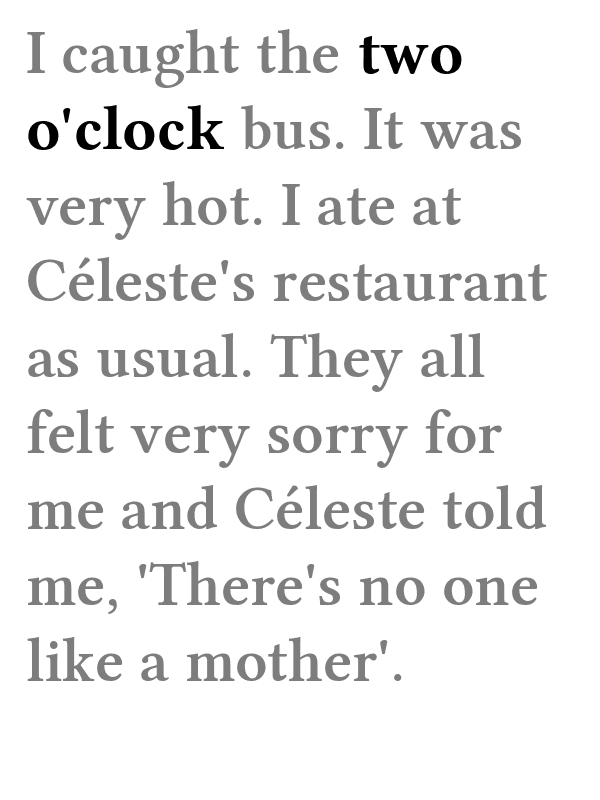 I caught the two
o'clock bus. It was
very hot. I ate at
Céleste's restaurant
as usual. They all
felt very sorry for
me and Céleste told
me, 'There's no one
like a mother'.